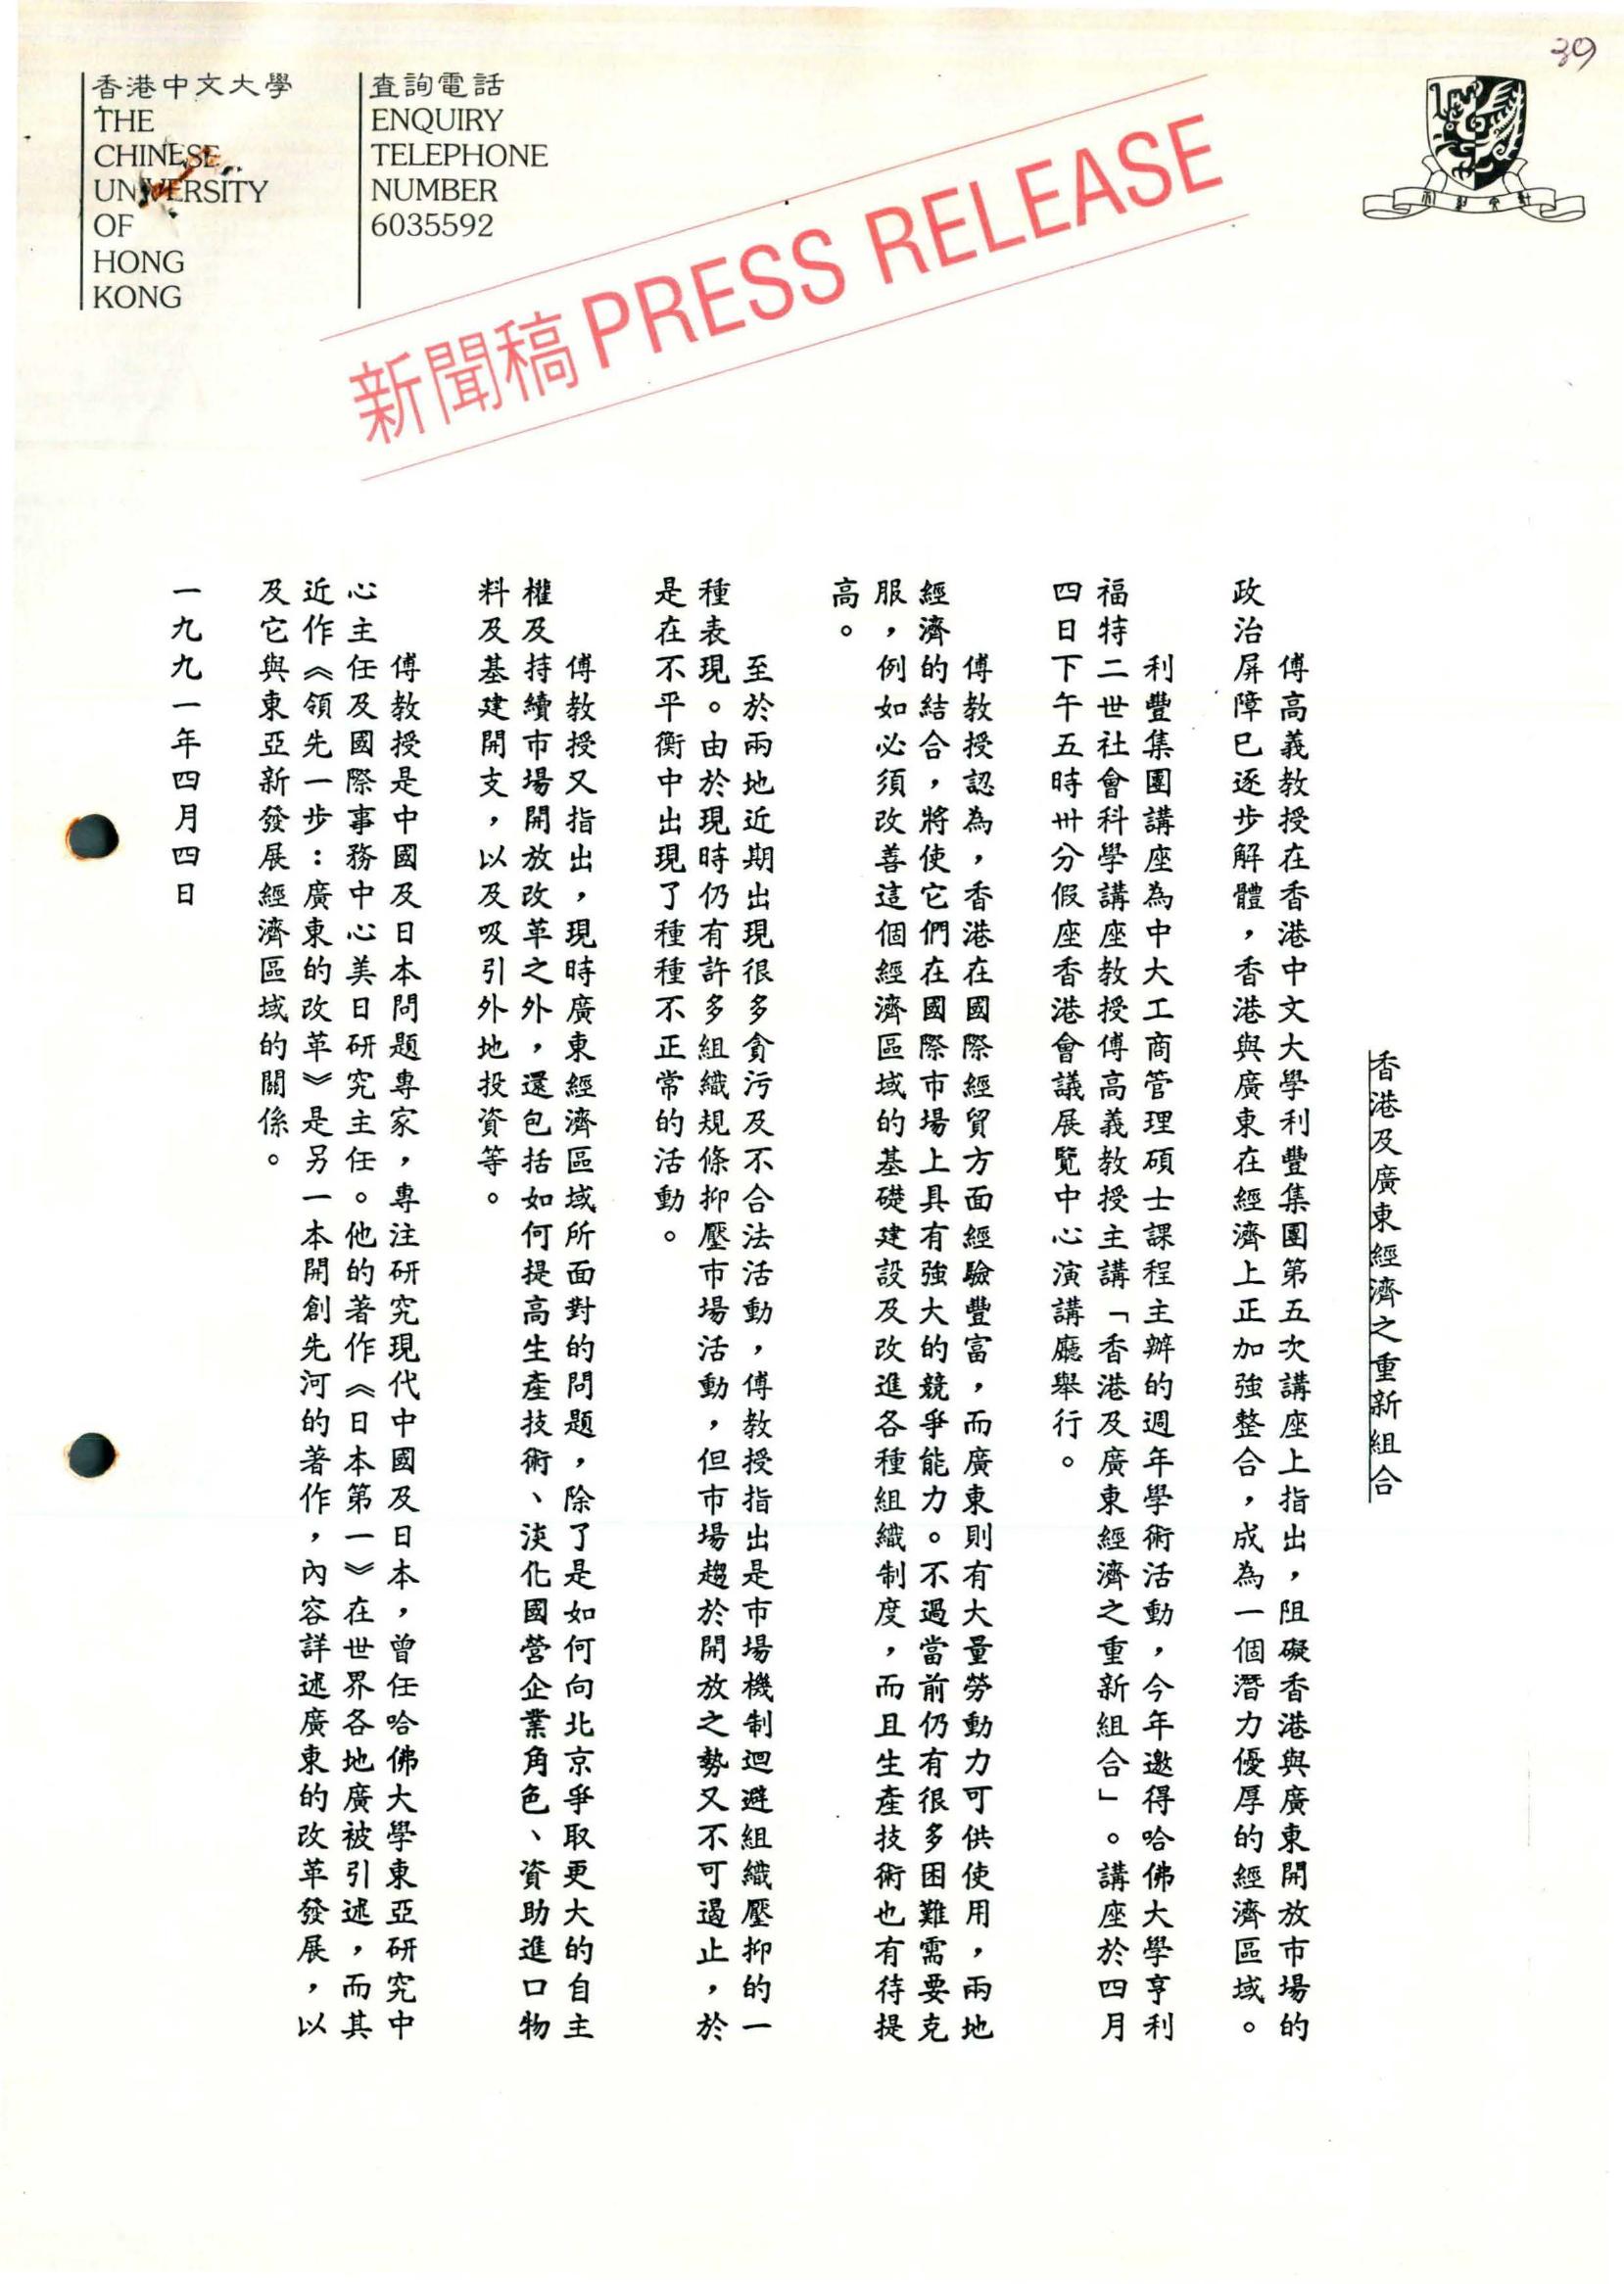 39
香港中文大學
THE
CHINESE
UNIVERSITY
OF
HONG
KONG
查詢電話
ENQUIRY
TELEPHONE
NUMBER
6035592
新聞稿 PRESS RELEASE
香港及廣東經濟之重新組合
傅高義教授在香港中文大學利豐集團第五次講座上指出，阻礙香港與廣東開放市場的
政治屏障已逐步解體，香港與廣東在經濟上正加強整合，成為一個潛力優厚的經濟區域。
利豐集團講座為中大工商管理碩士課程主辦的週年學術活動，今年邀得哈佛大學亨利
福特二世社會科學講座教授傅高義教授主講「香港及廣東經濟之重新組合」。講座於四月
四日下午五時卅分假座香港會議展覽中心演講廳舉行。
傅教授認為，香港在國際經貿方面經驗豐富，而廣東則有大量勞動力可供使用，兩地
經濟的結合，將使它們在國際市場上具有強大的競爭能力。不過當前仍有很多困難需要克
服，例如必須改善這個經濟區域的基礎建設及改進各種組織制度，而且生產技術也有待提
高。
至於兩地近期出現很多貪污及不合法活動，傅教授指出是市場機制迴避組織壓抑的一
種表現。由於現時仍有許多組織規條抑壓市場活動，但市場趨於開放之勢又不可遏止，於
是在不平衡中出現了種種不正常的活動。
傅教授又指出，現時廣東經濟區域所面對的問題，除了是如何向北京爭取更大的自主
權及持續市場開放改革之外，還包括如何提高生產技術、淡化國營企業角色、資助進口物
料及基建開支，以及吸引外地投資等。
傅教授是中國及日本問題專家，專注研究現代中國及日本，曾任哈佛大學東亞研究中
心主任及國際事務中心美日研究主任。他的著作《日本第一》在世界各地廣被引述，而其
近作《領先一步：廣東的改革》是另一本開創先河的著作，內容詳述廣東的改革發展，以
及它與東亞新發展經濟區域的關係。
一九九一年四月四日